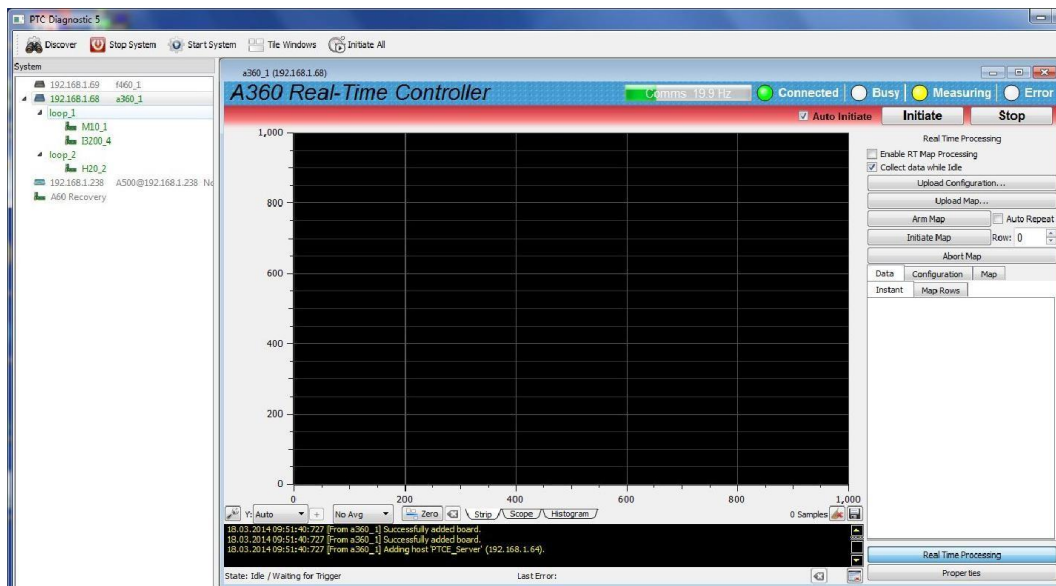 PTC Diagnostic 5
Discover Stop System Start System Tile Windows Initiate All
System
192.168.1.69 f460_1
192.168.1.68 a360_1
loop_1
M10_1
I3200_4
loop_2
H20_2
192.168.1.238 A500@192.168.1.238 No
A60 Recovery
a360_1 (192.168.1.68)
A360 Real-Time Controller
Comms 19.9 Hz
Connected
Busy
Measuring
Error
Auto Initiate
Initiate
Stop
1,000
800
600
400
200
0
0 200 400 600 800 1,000
Y: Auto + No Avg Zero Strip Scope Histogram 0 Samples
18.03.2014 09:51:40:727 [From a360_1] Successfully added board.
18.03.2014 09:51:40:727 [From a360_1] Successfully added board.
18.03.2014 09:51:40:727 [From a360_1] Adding host 'PTCE_Server' (192.168.1.64).
State: Idle / Waiting for Trigger Last Error:
Real Time Processing
Enable RT Map Processing
Collect data while Idle
Upload Configuration...
Upload Map...
Arm Map Auto Repeat
Initiate Map Row: 0
Abort Map
Data Configuration Map
Instant Map Rows
Real Time Processing
Properties